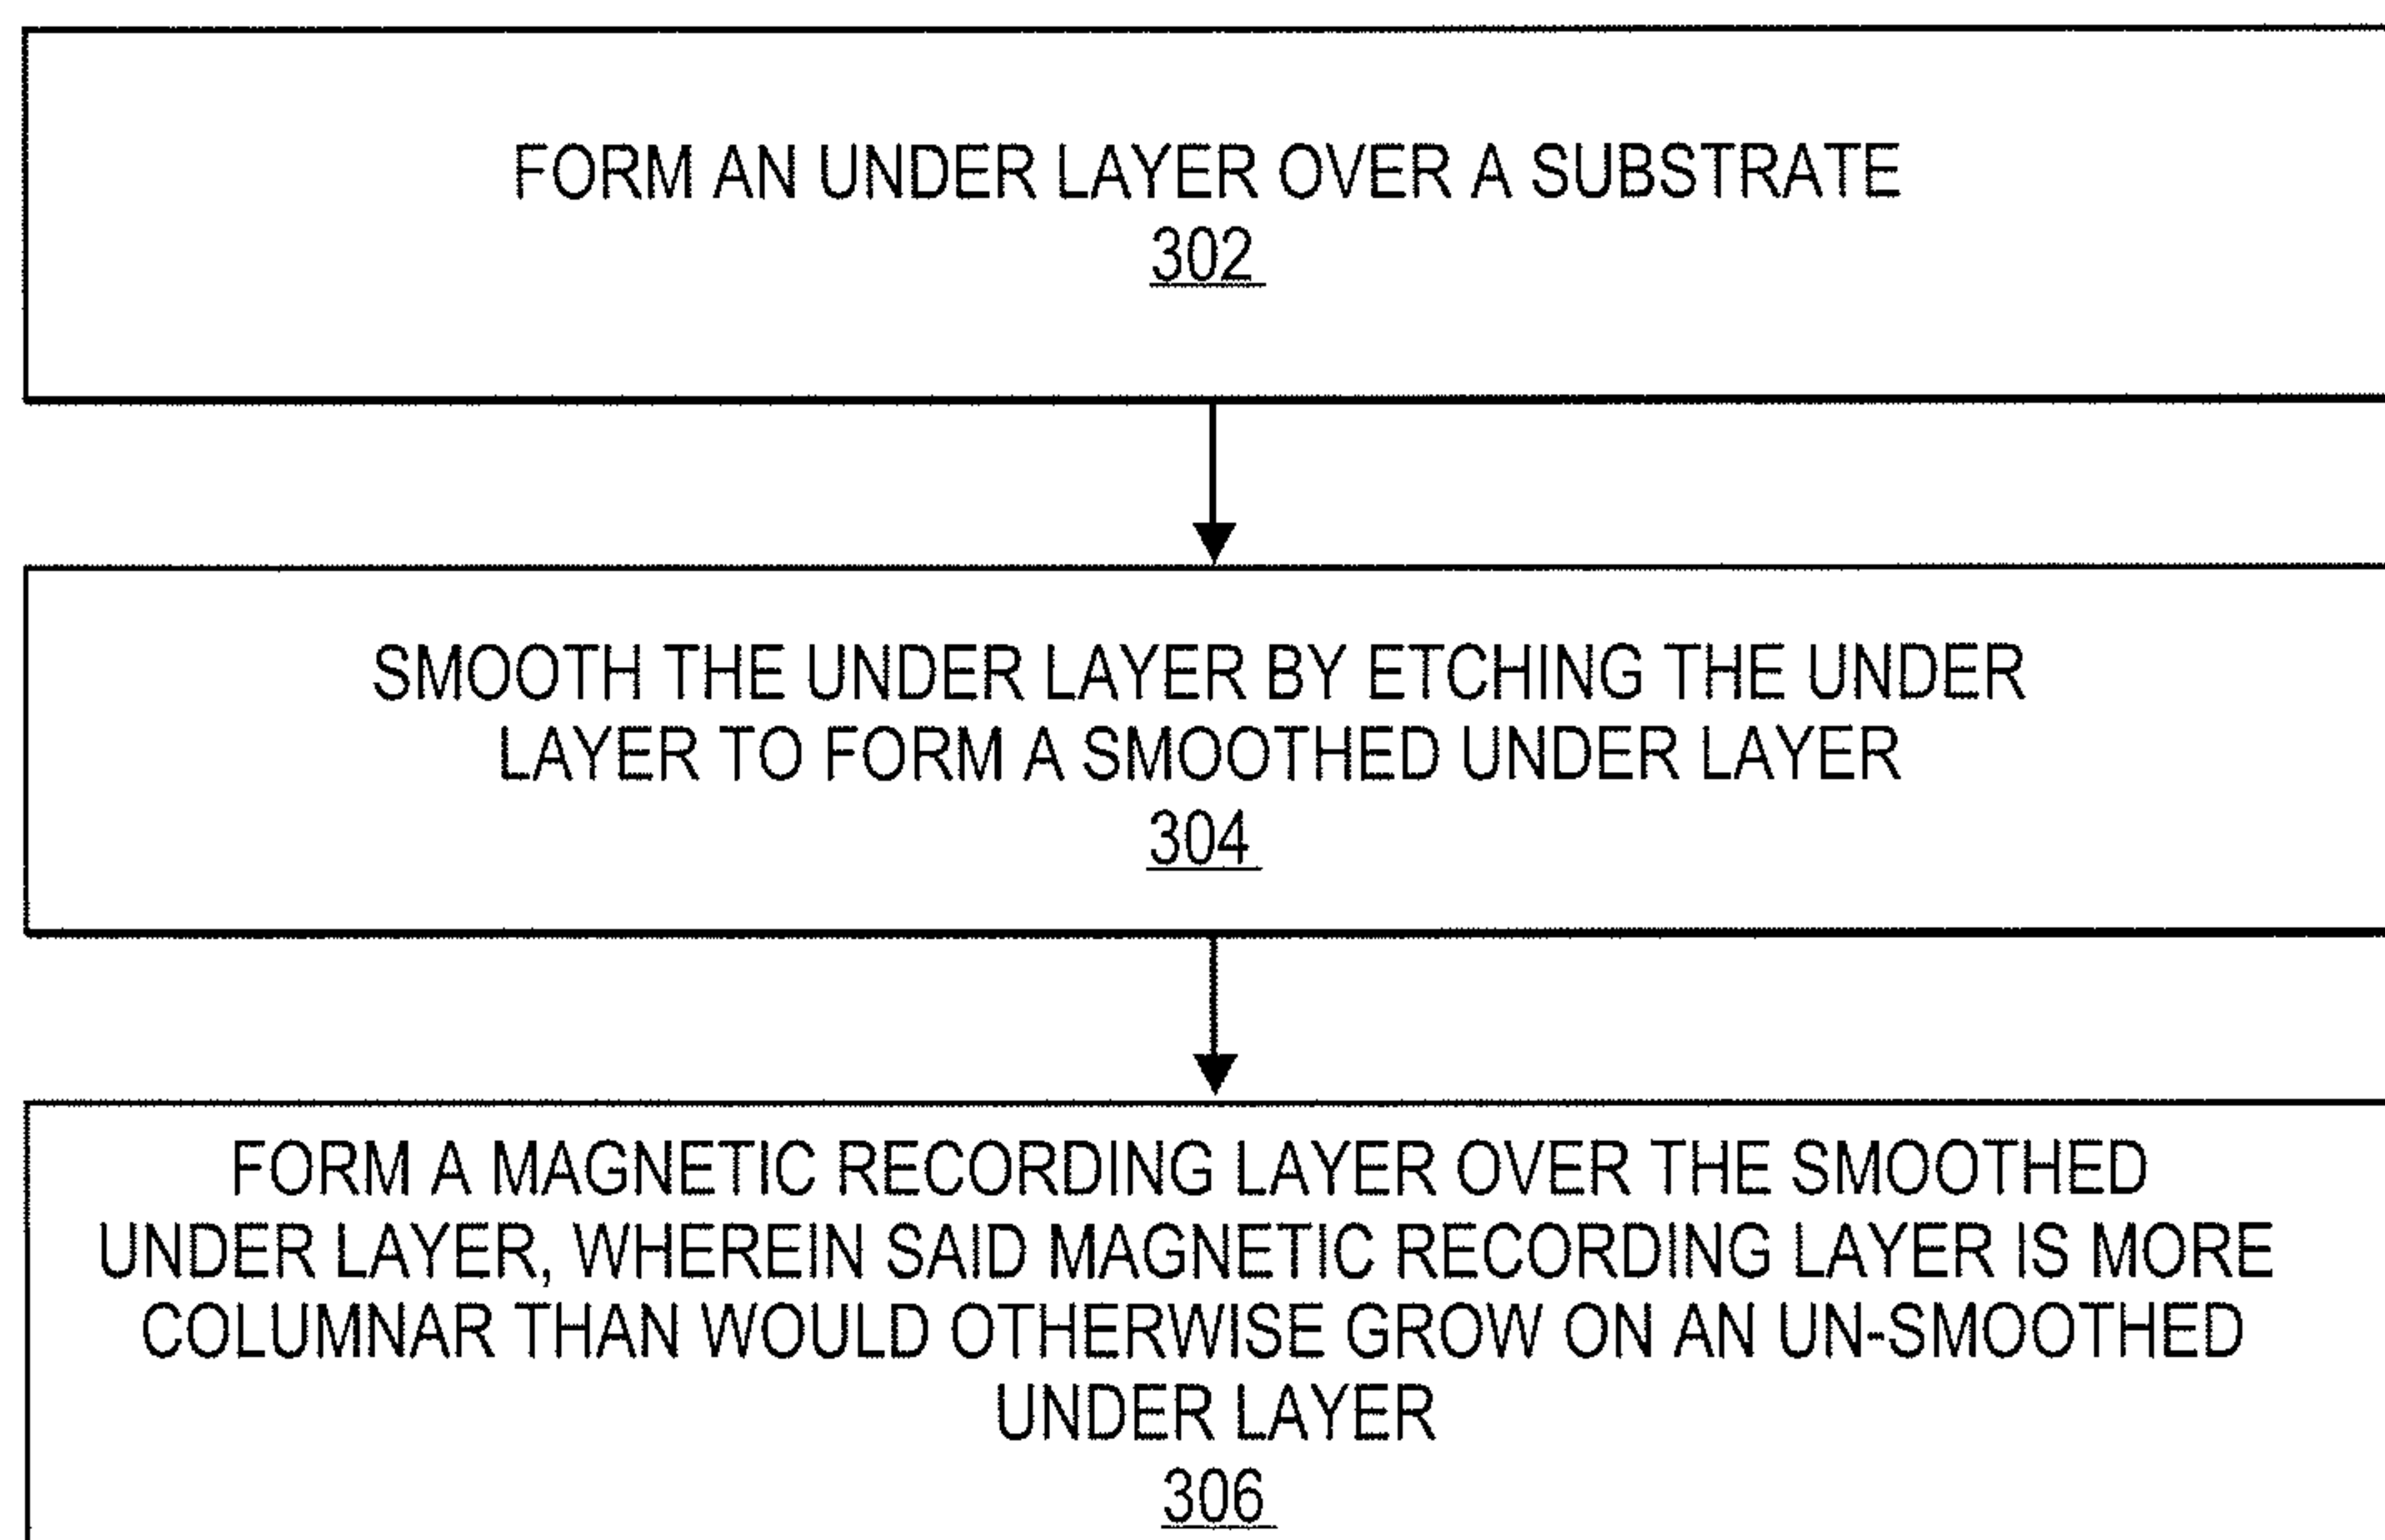 FORM AN UNDER LAYER OVER A SUBSTRATE
302
SMOOTH THE UNDER LAYER BY ETCHING THE UNDER
LAYER TO FORM A SMOOTHED UNDER LAYER
304
FORM A MAGNETIC RECORDING LAYER OVER THE SMOOTHED
UNDER LAYER, WHEREIN SAID MAGNETIC RECORDING LAYER IS MORE
COLUMNAR THAN WOULD OTHERWISE GROW ON AN UN-SMOOTHED
UNDER LAYER
306